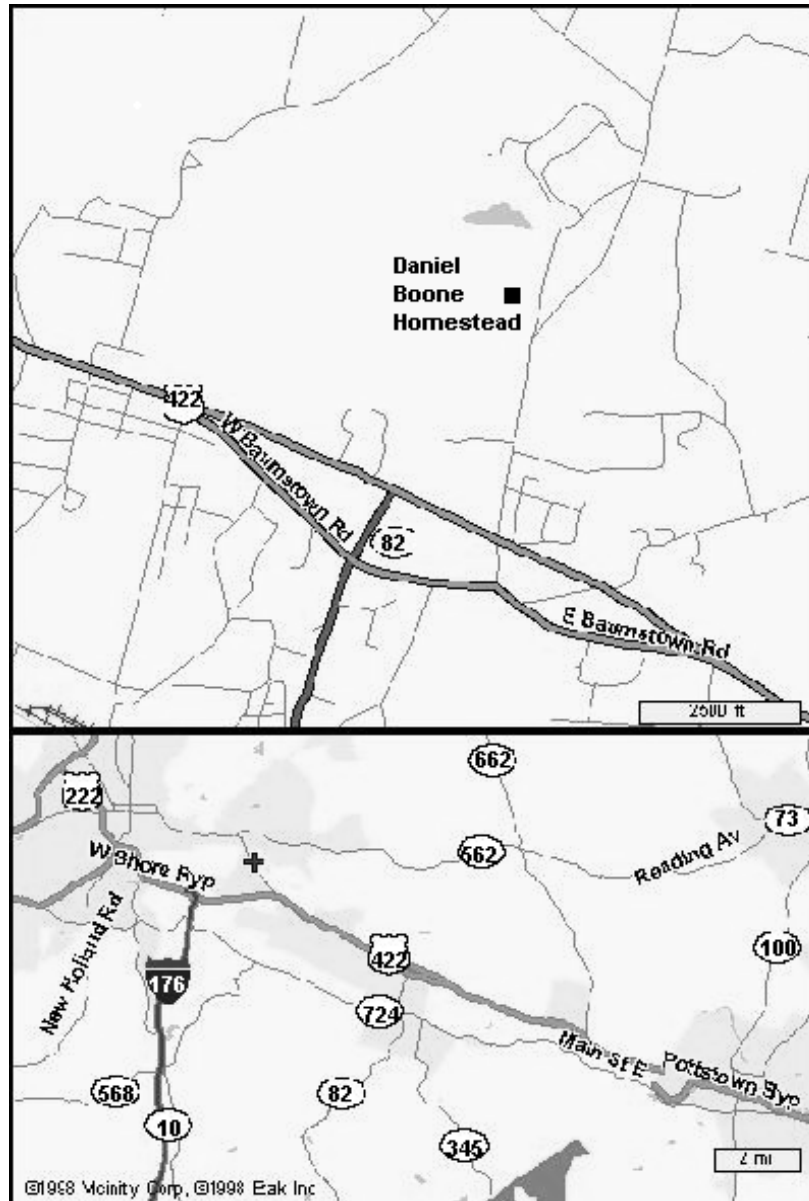 Daniel
Boone
Homestead
422
W Baumstown Rd
82
E Baumstown Rd
2500 ft
662
222
73
562
Reading Av
W Shore Byp
New Holland Rd
422
100
176
724
Main St E
Pottstown Byp
568
82
10
345
2 mi
©1998 Vicinity Corp, ©1998 Etak Inc